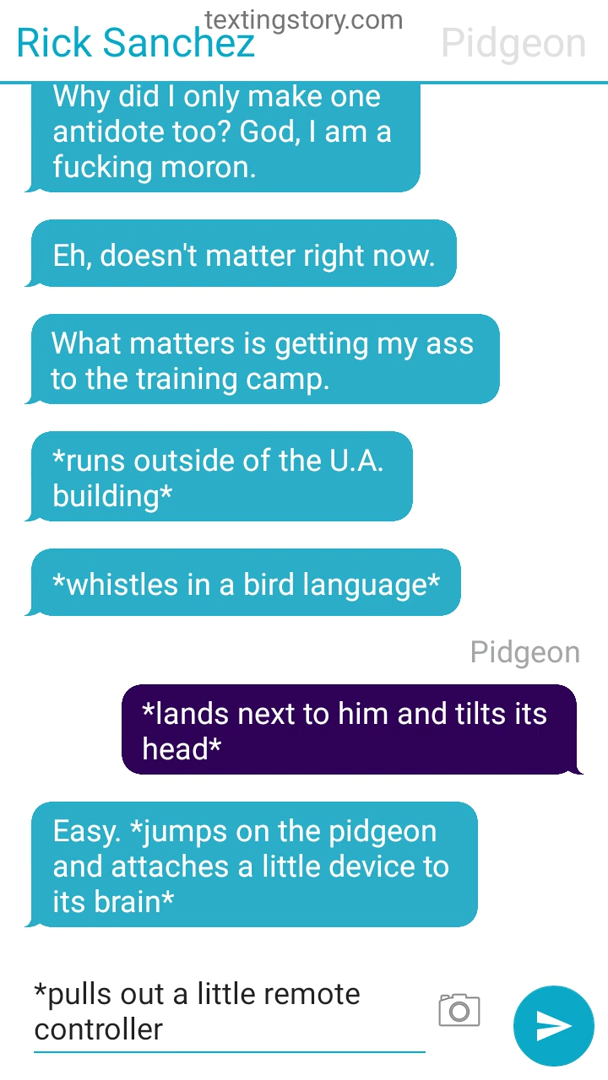 textingstory.com
Rick Sanchez
Pidgeon
Why did I only make one
antidote too? God, I am a
fucking moron.
Eh, doesn't matter right now.
What matters is getting my ass
to the training camp.
*runs outside of the U.A.
building*
*whistles in a bird language*
Pidgeon
*lands next to him and tilts its
head*
Easy. *jumps on the pidgeon
and attaches a little device to
its brain*
*pulls out a little remote
controller